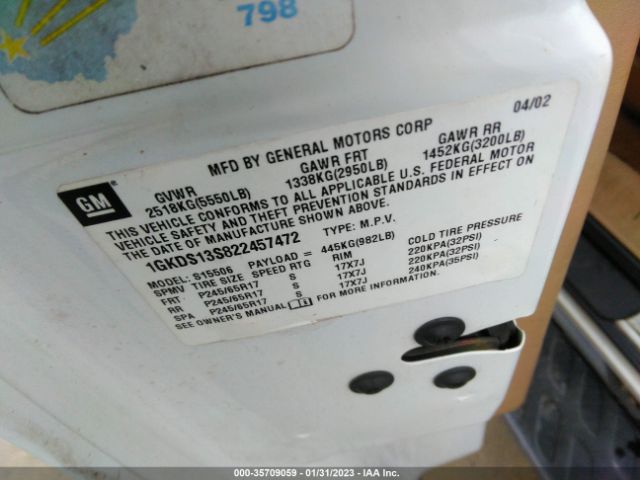 798
04/02
MFD BY GENERAL MOTORS CORP
GM
GVWR GAWR FRT GAWR RR
2518KG(5550LB) 1338KG(2950LB) 1452KG(3200LB)
THIS VEHICLE CONFORMS TO ALL APPLICABLE U.S. FEDERAL MOTOR
VEHICLE SAFETY AND THEFT PREVENTION STANDARDS IN EFFECT ON
THE DATE OF MANUFACTURE SHOWN ABOVE.
1GKDS13S822457472 TYPE: M.P.V.
MODEL: S15506 PAYLOAD = 445KG(982LB)
SPMV TIRE SIZE SPEED RTG RIM COLD TIRE PRESSURE
FRT P245/65R17 S 17X7J 220KPA(32PSI)
RR P245/65R17 S 17X7J 220KPA(32PSI)
SPA P245/65R17 S 17X7J 240KPA(35PSI)
SEE OWNER'S MANUAL FOR MORE INFORMATION.
000-35709059 - 01/31/2023 - IAA Inc.